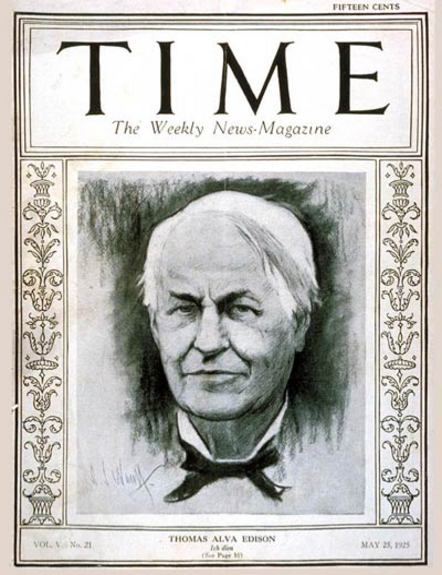 FIFTEEN CENTS
TIME
The Weekly News-Magazine
VOL. V. No. 21
THOMAS ALVA EDISON
Ich dien
(See Page
MAY 25, 1925